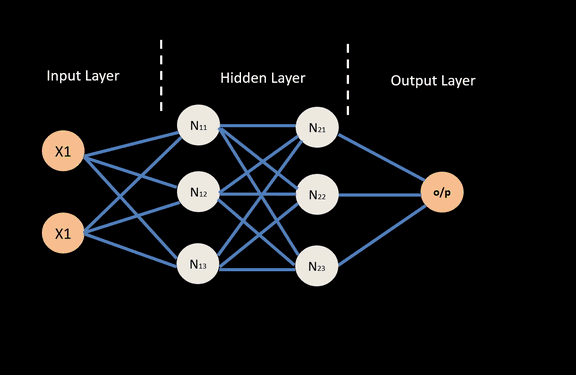 Input Layer
Hidden Layer
Output Layer
X1
X1
N11
N12
N13
N21
N22
N23
o/p